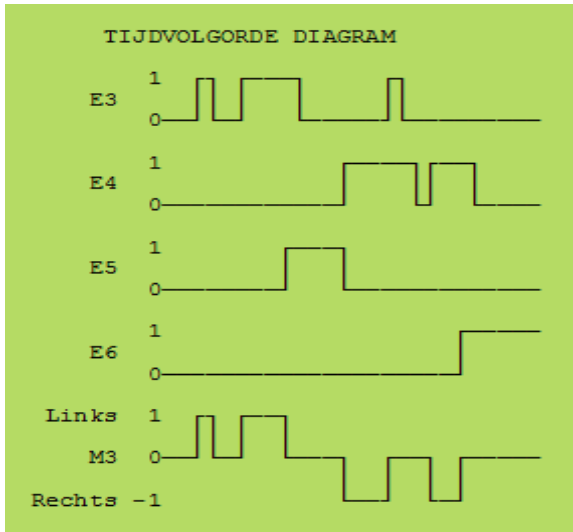 TIJDVOLGORDE DIAGRAM
1
E3
0
1
E4
0
1
E5
0
1
E6
0
Links 1
M3 0
Rechts -1